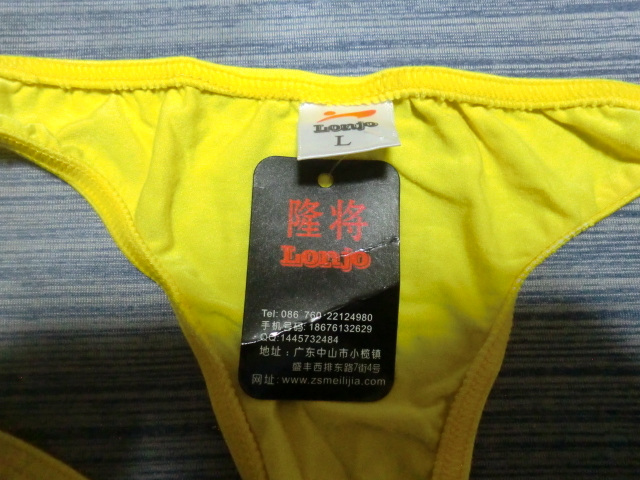 Lonjo
L
隆将
Lonjo
Tel: 086 760-22124980
手机号码: 18676132629
QQ: 1445732484
地址：广东中山市小榄镇
盛丰西排东路7街4号
网址: www.zsmeilijia.com